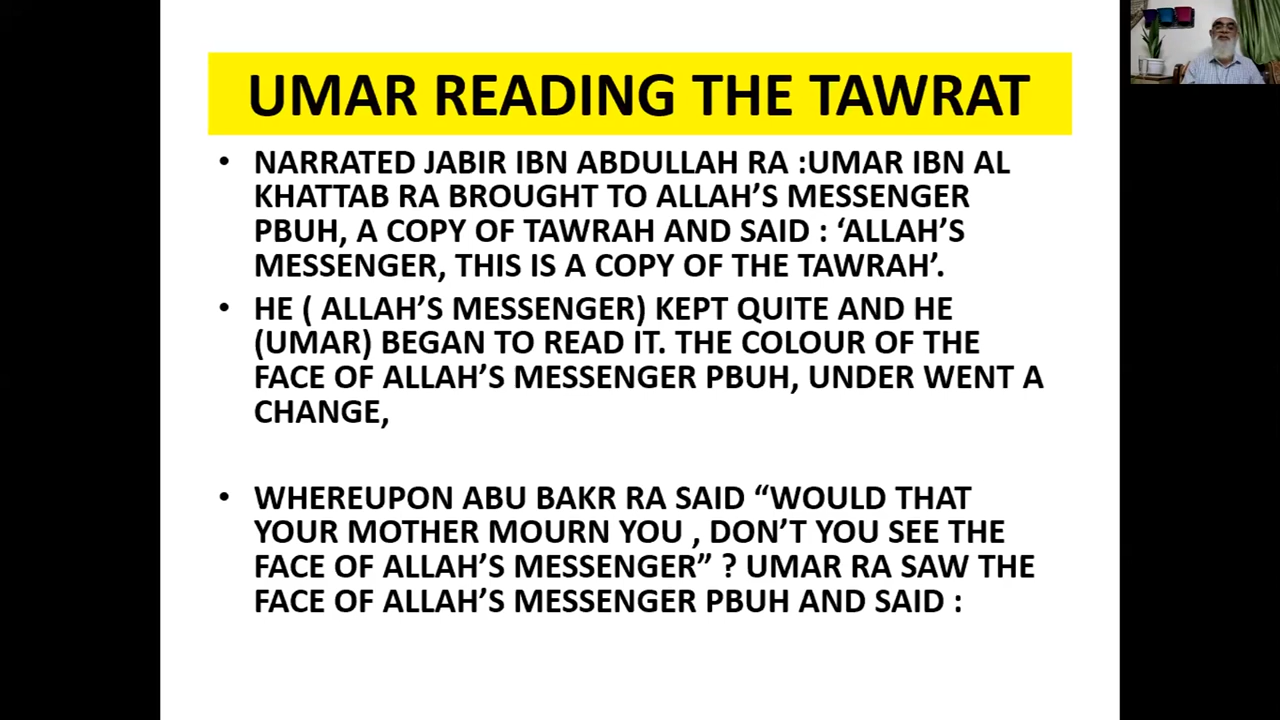 UMAR READING THE TAWRAT
• NARRATED JABIR IBN ABDULLAH RA :UMAR IBN AL
KHATTAB RA BROUGHT TO ALLAH’S MESSENGER
PBUH, A COPY OF TAWRAH AND SAID : ‘ALLAH’S
MESSENGER, THIS IS A COPY OF THE TAWRAH’.
• HE ( ALLAH’S MESSENGER) KEPT QUITE AND HE
(UMAR) BEGAN TO READ IT. THE COLOUR OF THE
FACE OF ALLAH’S MESSENGER PBUH, UNDER WENT A
CHANGE,
• WHEREUPON ABU BAKR RA SAID “WOULD THAT
YOUR MOTHER MOURN YOU , DON’T YOU SEE THE
FACE OF ALLAH’S MESSENGER” ? UMAR RA SAW THE
FACE OF ALLAH’S MESSENGER PBUH AND SAID :